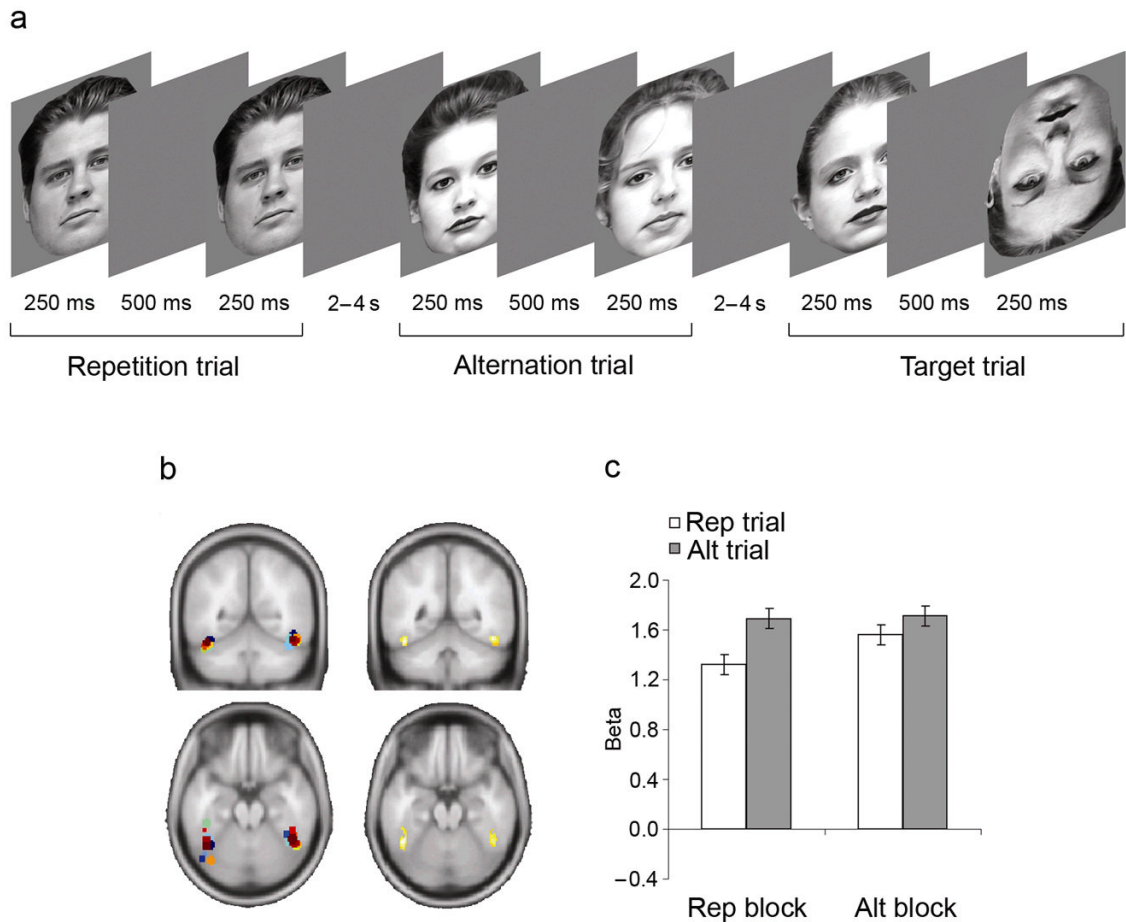 a
250 ms 500 ms 250 ms 2–4 s 250 ms 500 ms 250 ms 2–4 s 250 ms 500 ms 250 ms
Repetition trial Alternation trial Target trial
b
c
Rep trial
Alt trial
2.0
1.6
1.2
0.8
0.4
0.0
−0.4
Beta
Rep block Alt block